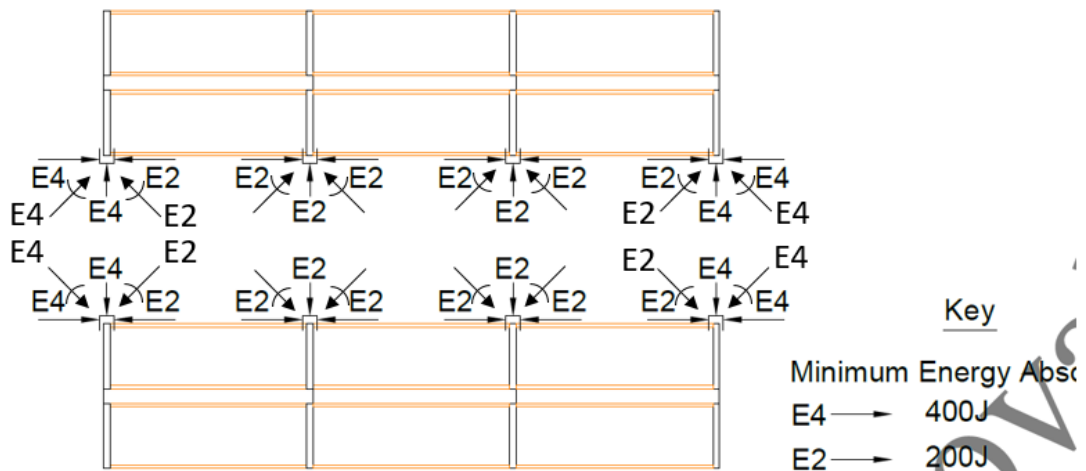 E4 E2 E2 E2 E2 E2 E2 E4
E4 E4 E2 E2 E2 E2 E4 E4
E4 E2 E2 E4
E4 E2 E2 E4
E4 E2 E2 E2 E2 E2 E2 E4
Key
Minimum Energy
E4 400J
E2 200J